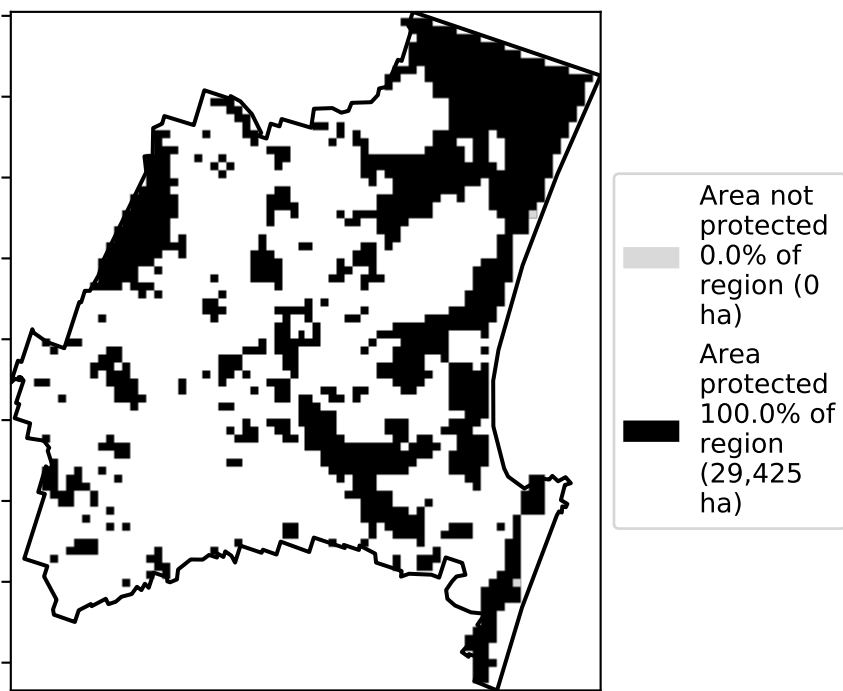 Area not
protected
0.0% of
region (0
ha)
Area
protected
100.0% of
region
(29,425
ha)